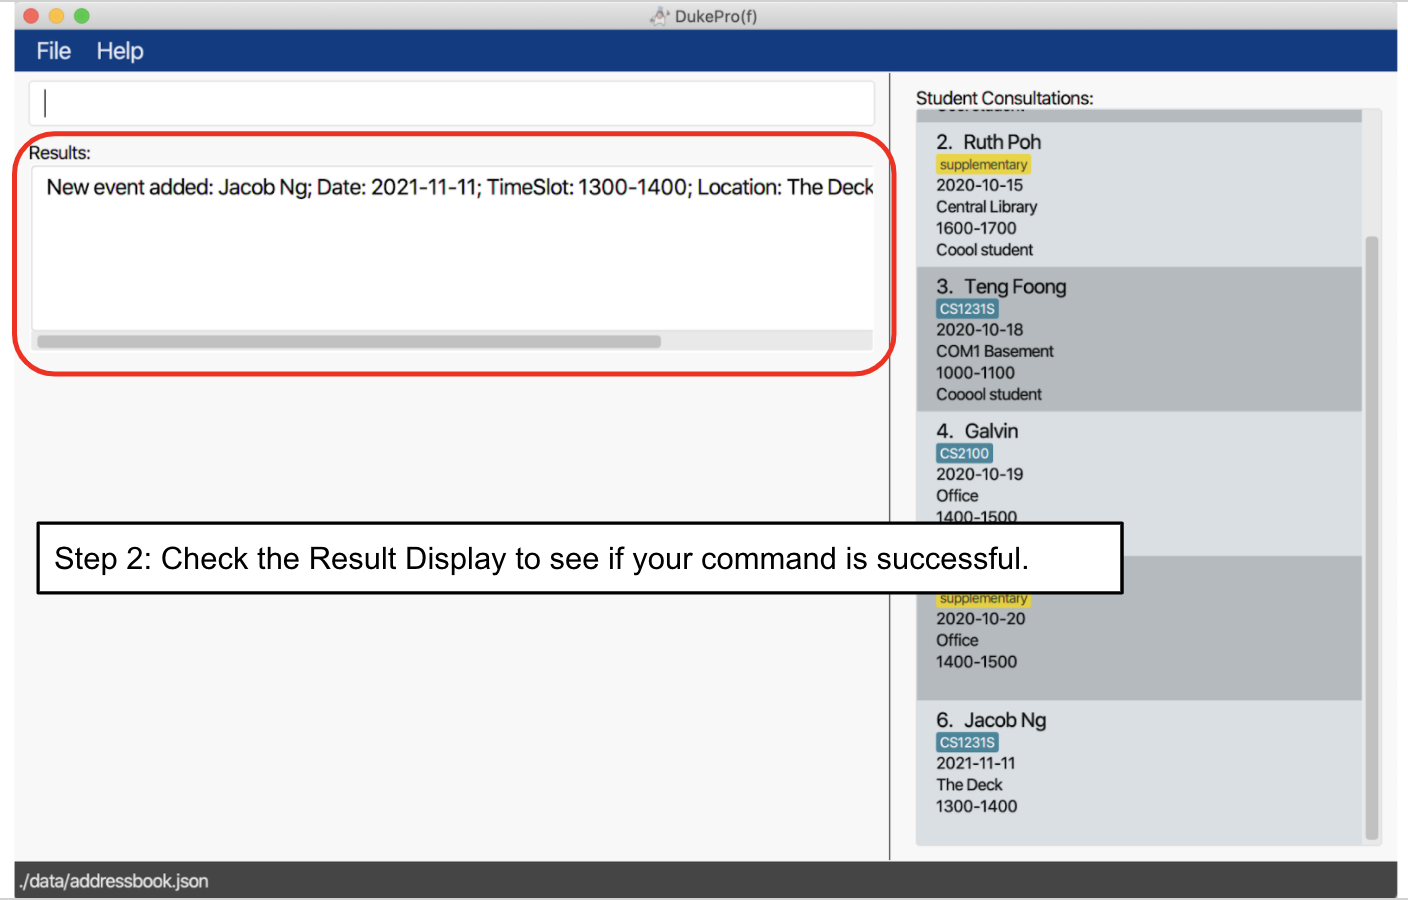 DukePro(f)
File Help
Results:
New event added: Jacob Ng; Date: 2021-11-11; TimeSlot: 1300-1400; Location: The Deck
Step 2: Check the Result Display to see if your command is successful.
Student Consultations:
2. Ruth Poh
supplementary
2020-10-15
Central Library
1600-1700
Coool student
3. Teng Foong
CS1231S
2020-10-18
COM1 Basement
1000-1100
Cooool student
4. Galvin
CS2100
2020-10-19
Office
1400-1500
supplementary
2020-10-20
Office
1400-1500
6. Jacob Ng
CS1231S
2021-11-11
The Deck
1300-1400
./data/addressbook.json